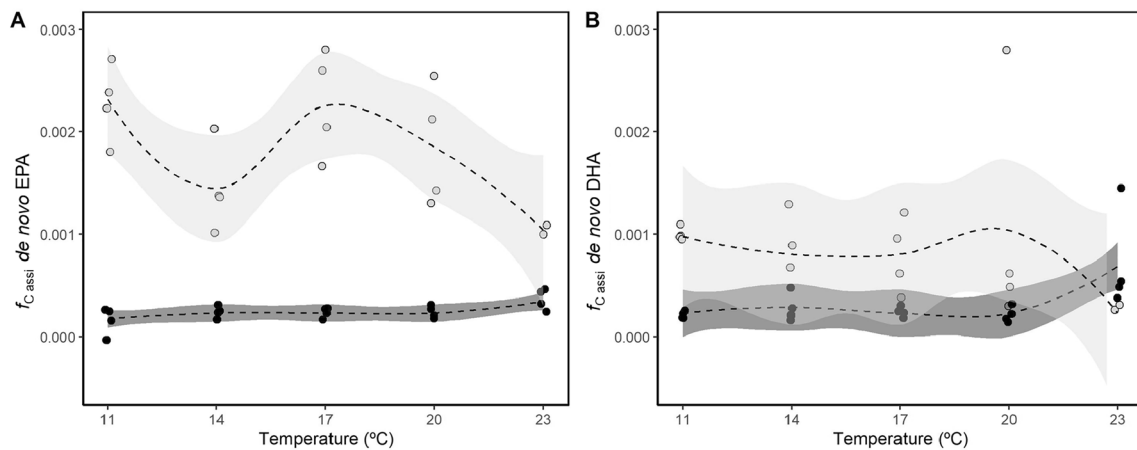 A
0.003
0.002
0.001
0.000
f C assi de novo EPA
11 14 17 20 23
Temperature (ºC)
B
0.003
0.002
0.001
0.000
f C assi de novo DHA
11 14 17 20 23
Temperature (ºC)